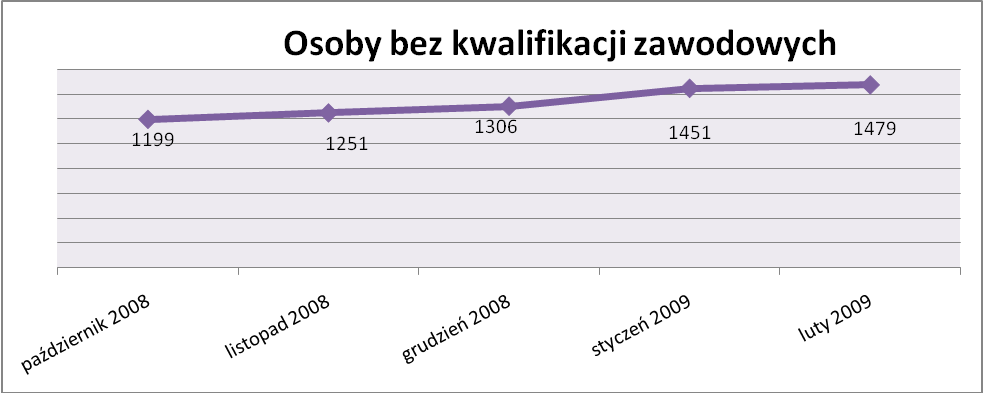 Osoby bez kwalifikacji zawodowych
1199
1251
1306
1451
1479
październik 2008
listopad 2008
grudzień 2008
styczeń 2009
luty 2009